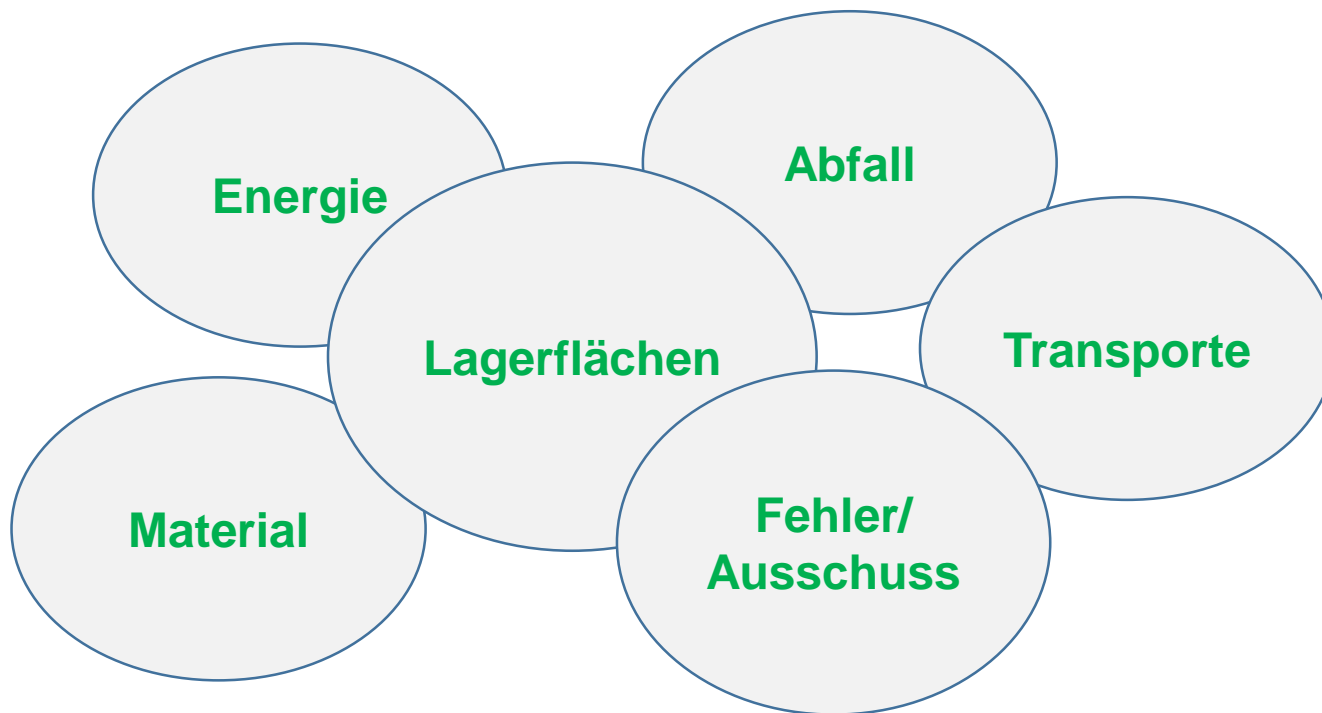 Energie
Abfall
Lagerflächen
Transporte
Material
Fehler/
Ausschuss